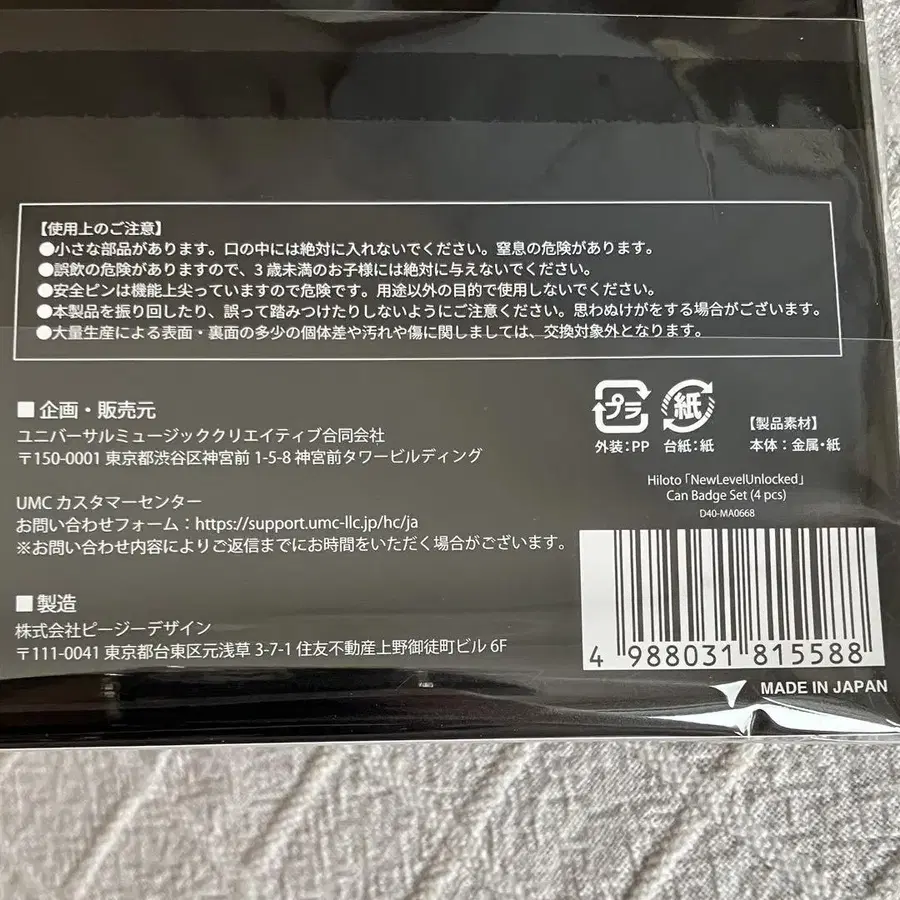 【使用上のご注意】
●小さな部品があります。口の中には絶対に入れないでください。窒息の危険があります。
●誤飲の危険がありますので、3歳未満のお子様には絶対に与えないでください。
●安全ピンは機能上尖っていますので危険です。用途以外の目的で使用しないでください。
●本製品を振り回したり、誤って踏みつけたりしないようにご注意ください。思わぬけがをする場合がございます。
●大量生産による表面・裏面の多少の個体差や汚れや傷に関しましては、交換対象外となります。
■企画・販売元
ユニバーサルミュージッククリエイティブ合同会社
〒150-0001 東京都渋谷区神宮前 1-5-8 神宮前タワービルディング
UMC カスタマーセンター
お問い合わせフォーム：https://support.umc-llc.jp/hc/ja
※お問い合わせ内容によりご返信までにお時間をいただく場合がございます。
■製造
株式会社ピージーデザイン
〒111-0041 東京都台東区元浅草 3-7-1 住友不動産上野御徒町ビル 6F
プラ 紙
外装：PP 台紙：紙
【製品素材】
本体：金属・紙
Hiloto「NewLevelUnlocked」
Can Badge Set (4 pcs)
D40-MA0668
4 988031 815588
MADE IN JAPAN